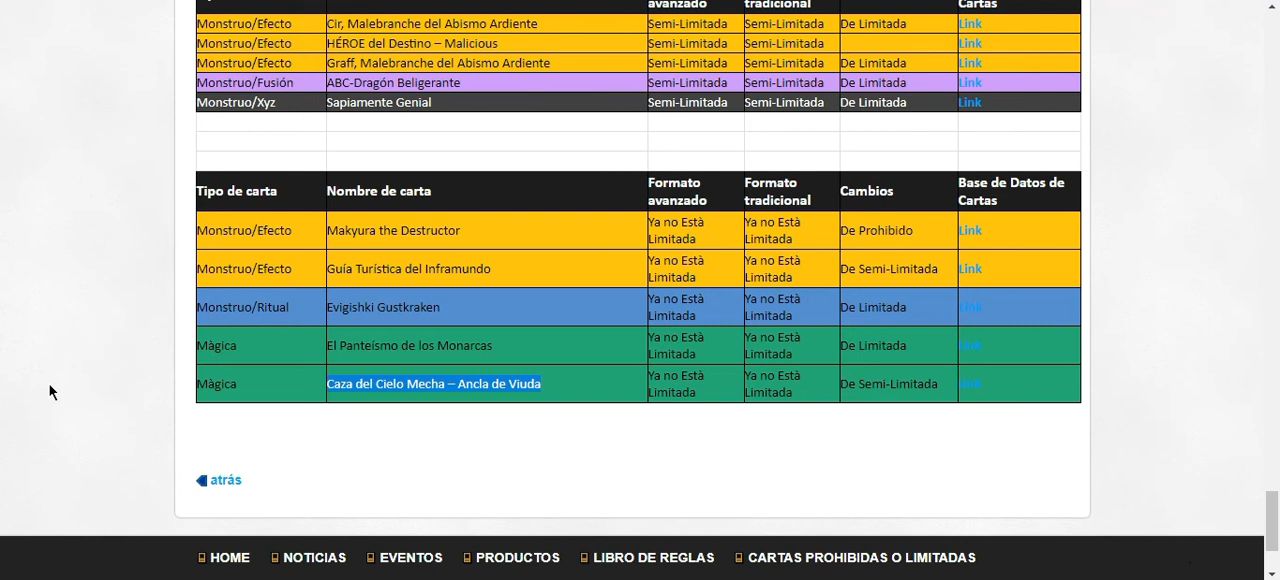 avanzado tradicional Cartas
Monstruo/Efecto Cir, Malebranche del Abismo Ardiente Semi-Limitada Semi-Limitada De Limitada Link
Monstruo/Efecto HÉROE del Destino – Malicious Semi-Limitada Semi-Limitada Link
Monstruo/Efecto Graff, Malebranche del Abismo Ardiente Semi-Limitada Semi-Limitada De Limitada Link
Monstruo/Fusión ABC-Dragón Beligerante Semi-Limitada Semi-Limitada De Limitada Link
Monstruo/Xyz Sapiamente Genial Semi-Limitada Semi-Limitada De Limitada Link
Tipo de carta Nombre de carta Formato avanzado Formato tradicional Cambios Base de Datos de Cartas
Monstruo/Efecto Makyura the Destructor Ya no Està Limitada Ya no Està Limitada De Prohibido Link
Monstruo/Efecto Guía Turística del Inframundo Ya no Està Limitada Ya no Està Limitada De Semi-Limitada Link
Monstruo/Ritual Evigishki Gustkraken Ya no Està Limitada Ya no Està Limitada De Limitada Link
Màgica El Panteísmo de los Monarcas Ya no Està Limitada Ya no Està Limitada De Limitada Link
Màgica Caza del Cielo Mecha – Ancla de Viuda Ya no Està Limitada Ya no Està Limitada De Semi-Limitada Link
atrás
HOME NOTICIAS EVENTOS PRODUCTOS LIBRO DE REGLAS CARTAS PROHIBIDAS O LIMITADAS